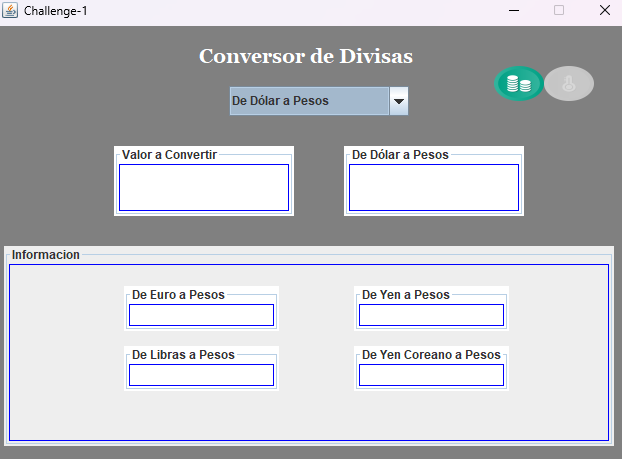 Challenge-1
Conversor de Divisas
De Dólar a Pesos
Valor a Convertir
De Dólar a Pesos
Informacion
De Euro a Pesos
De Yen a Pesos
De Libras a Pesos
De Yen Coreano a Pesos